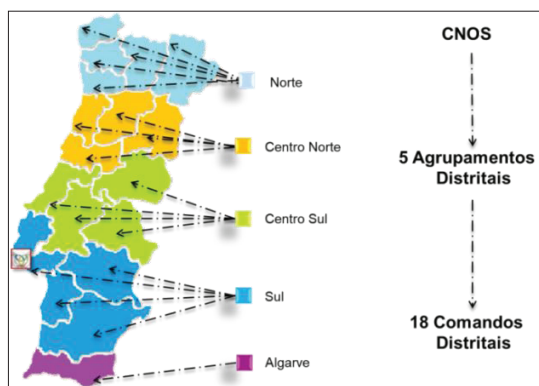 CNOS
Norte
Centro Norte
5 Agrupamentos
Distritais
Centro Sul
Sul
18 Comandos
Distritais
Algarve